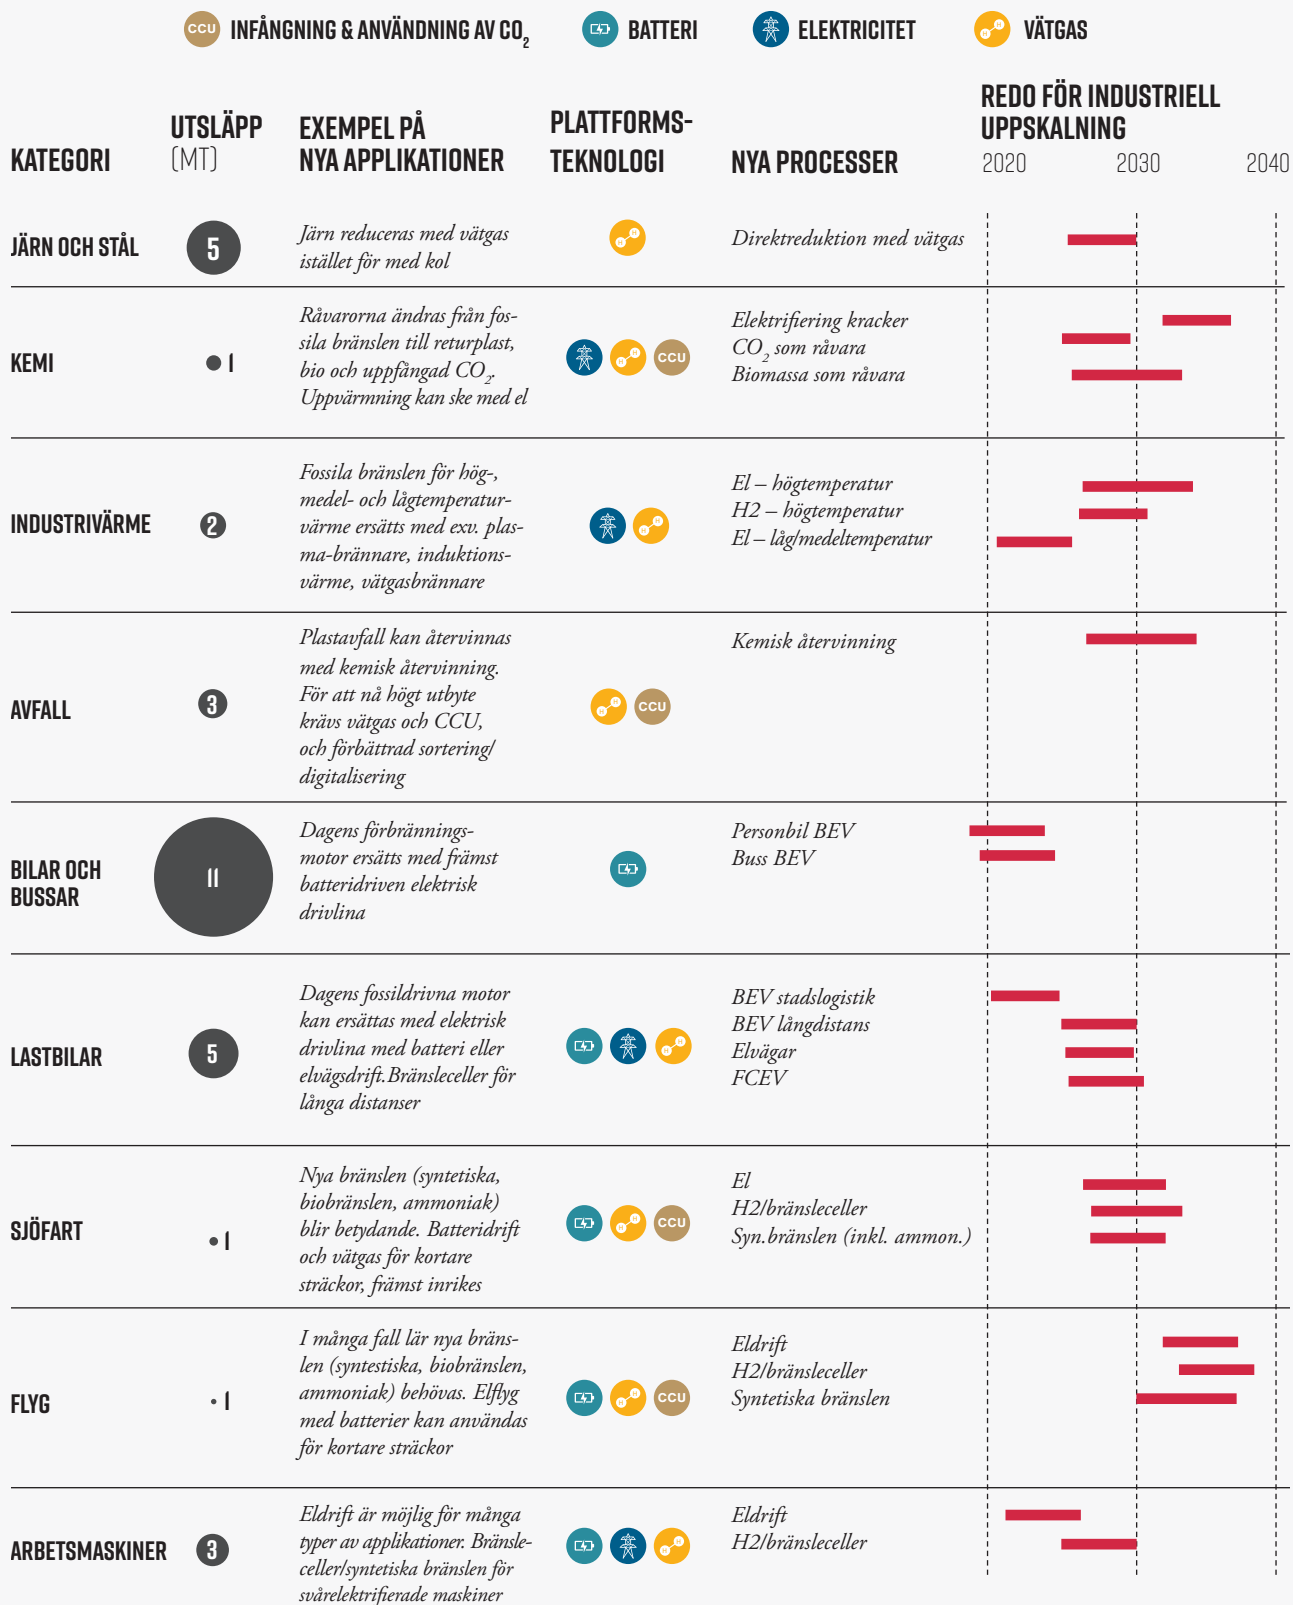 CCU INFÅNGNING & ANVÄNDNING AV CO2
BATTERI
ELEKTRICITET
H H VÄTGAS
KATEGORI
UTSLÄPP
(MT)
EXEMPEL PÅ
NYA APPLIKATIONER
PLATTFORMS-
TEKNOLOGI
NYA PROCESSER
REDO FÖR INDUSTRIELL
UPPSKALNING
2020 2030 2040
JÄRN OCH STÅL
5
Järn reduceras med vätgas
istället för med kol
H H
Direktreduktion med vätgas
KEMI
1
Råvarorna ändras från fos-
sila bränslen till returplast,
bio och uppfångad CO2.
Uppvärmning kan ske med el
H H CCU
Elektrifiering kracker
CO2 som råvara
Biomassa som råvara
INDUSTRIVÄRME
2
Fossila bränslen för hög-,
medel- och lågtemperatur-
värme ersätts med exv. plas-
ma-brännare, induktions-
värme, vätgasbrännare
H H
El – högtemperatur
H2 – högtemperatur
El – låg/medeltemperatur
AVFALL
3
Plastavfall kan återvinnas
med kemisk återvinning.
För att nå högt utbyte
krävs vätgas och CCU,
och förbättrad sortering/
digitalisering
H H CCU
Kemisk återvinning
BILAR OCH
BUSSAR
11
Dagens förbrännings-
motor ersätts med främst
batteridriven elektrisk
drivlina
Personbil BEV
Buss BEV
LASTBILAR
5
Dagens fossildrivna motor
kan ersättas med elektrisk
drivlina med batteri eller
elvägsdrift.Bränsleceller för
långa distanser
H H
BEV stadslogistik
BEV långdistans
Elvägar
FCEV
SJÖFART
1
Nya bränslen (syntetiska,
biobränslen, ammoniak)
blir betydande. Batteridrift
och vätgas för kortare
sträckor, främst inrikes
H H CCU
El
H2/bränsleceller
Syn.bränslen (inkl. ammon.)
FLYG
1
I många fall lär nya bräns-
len (syntestiska, biobränslen,
ammoniak) behövas. Elflyg
med batterier kan användas
för kortare sträckor
H H CCU
Eldrift
H2/bränsleceller
Syntetiska bränslen
ARBETSMASKINER
3
Eldrift är möjlig för många
typer av applikationer. Bränsle-
celler/syntetiska bränslen för
svårelektrifierade maskiner
H H
Eldrift
H2/bränsleceller